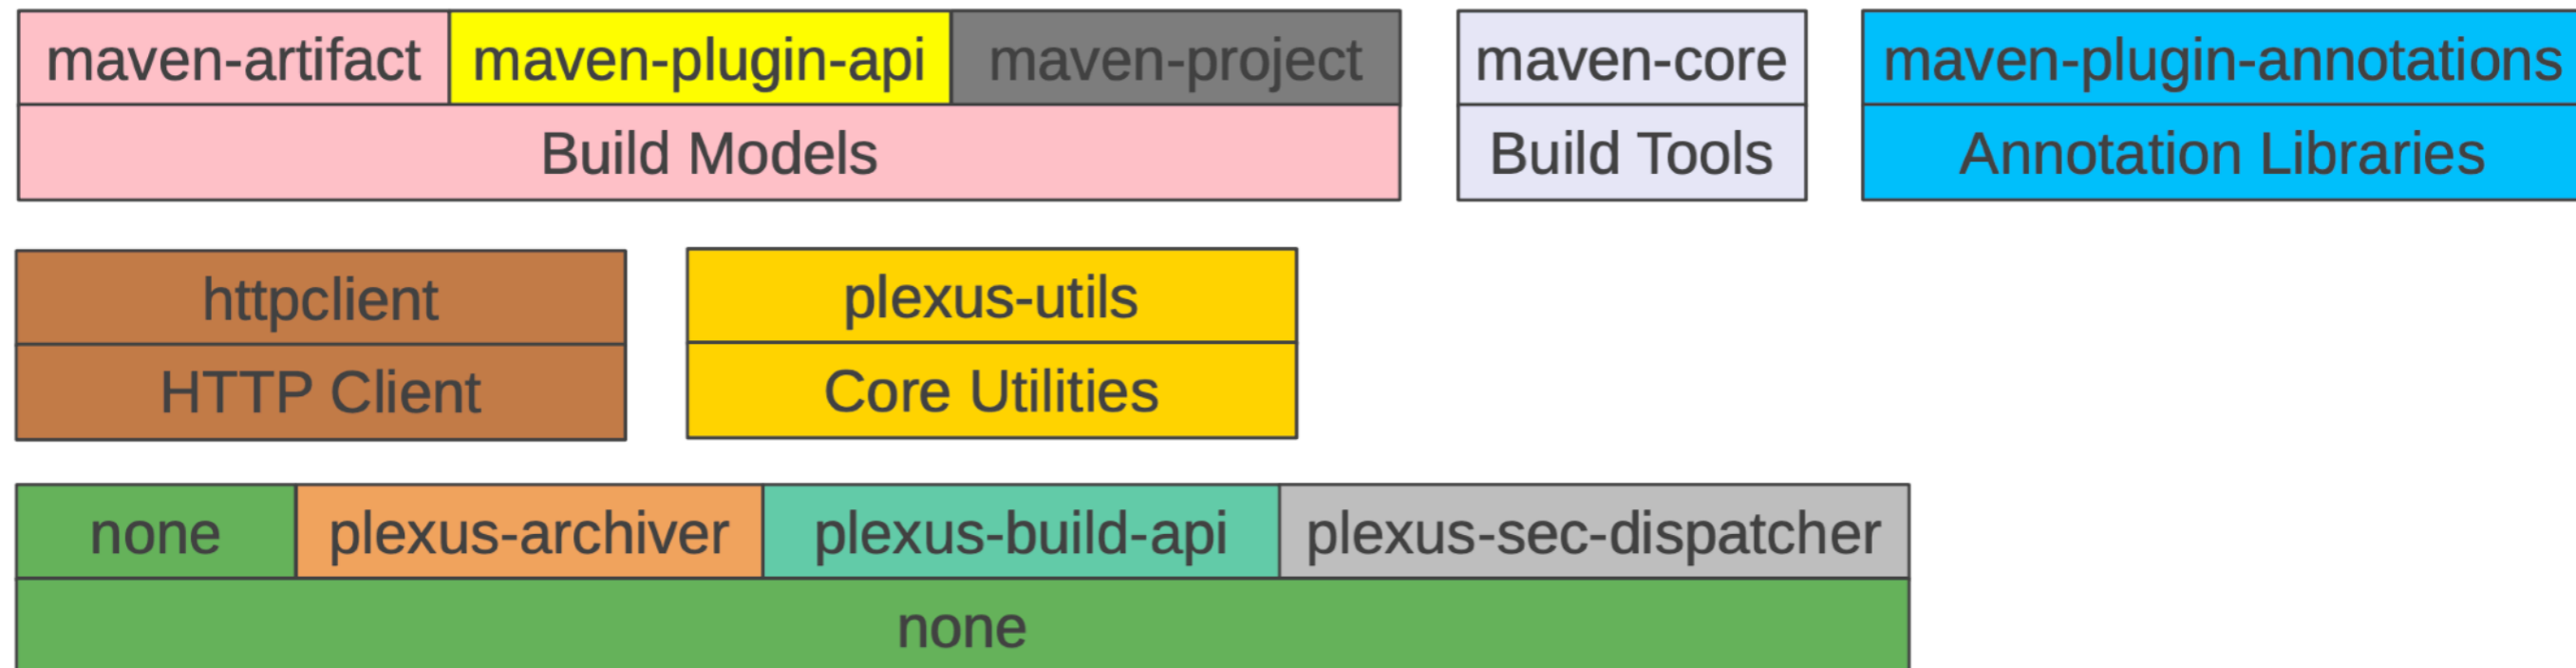 maven-artifact maven-plugin-api maven-project maven-core maven-plugin-annotations
Build Models Build Tools Annotation Libraries
httpclient plexus-utils
HTTP Client Core Utilities
none plexus-archiver plexus-build-api plexus-sec-dispatcher
none